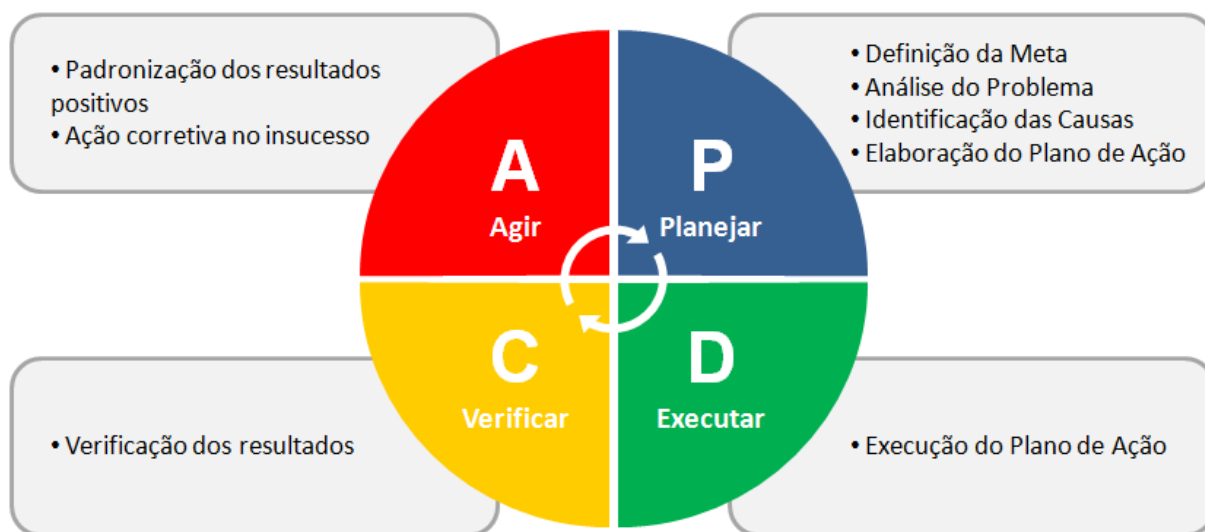 • Padronização dos resultados
positivos
• Ação corretiva no insucesso
A
Agir
P
Planejar
• Definição da Meta
• Análise do Problema
• Identificação das Causas
• Elaboração do Plano de Ação
• Verificação dos resultados
C
Verificar
D
Executar
• Execução do Plano de Ação